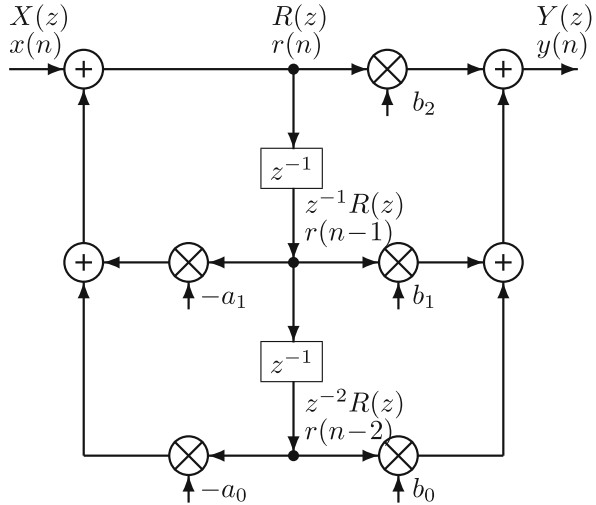 X(z) R(z) Y(z)
x(n) r(n) y(n)
+ +
b₂
z⁻¹
z⁻¹R(z)
r(n−1)
+ +
−a₁ b₁
z⁻¹
z⁻²R(z)
r(n−2)
−a₀ b₀